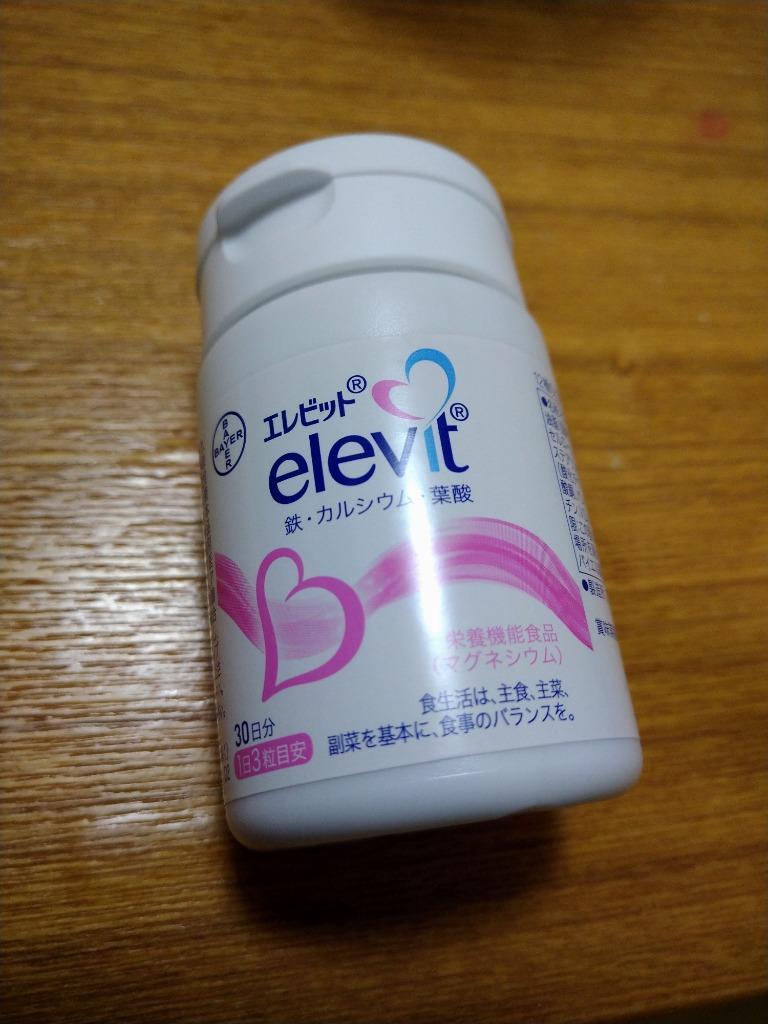 エレビット®
elevit®
BAYER
BAYER
鉄・カルシウム・葉酸
栄養機能食品
(マグネシウム)
食生活は、主食、主菜、
副菜を基本に、食事のバランスを。
30日分
1日3粒目安